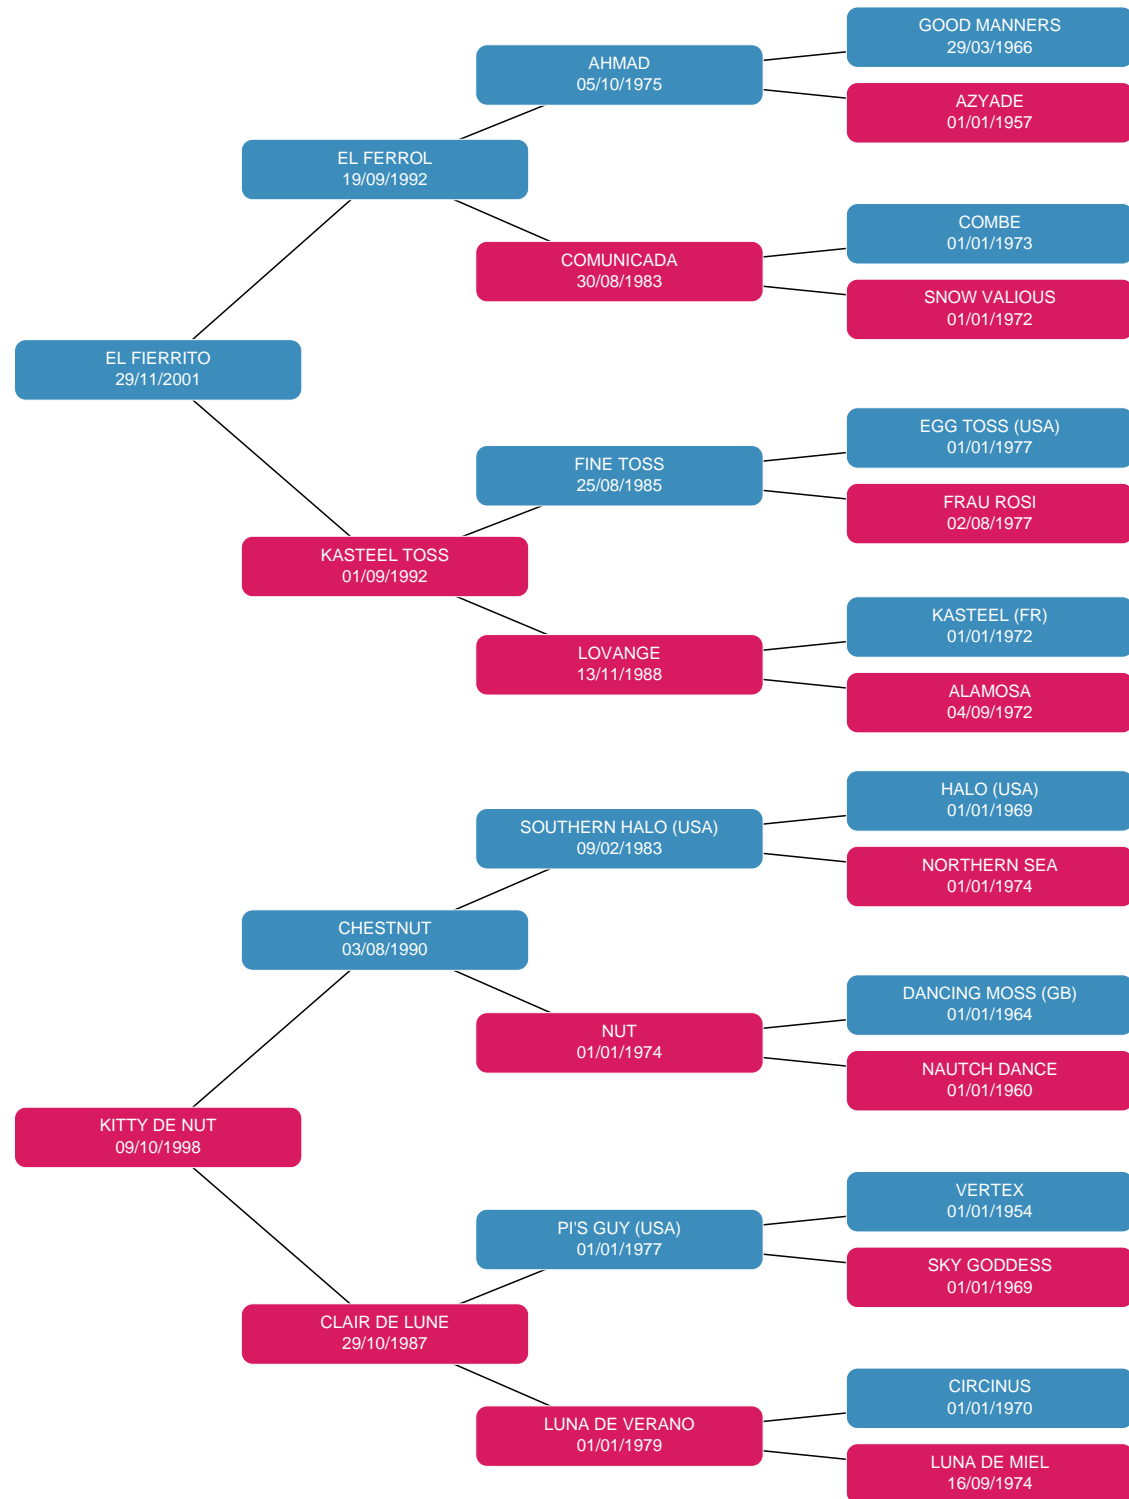 GOOD MANNERS
29/03/1966
AHMAD
05/10/1975
AZYADE
01/01/1957
EL FERROL
19/09/1992
COMBE
01/01/1973
COMUNICADA
30/08/1983
SNOW VALIOUS
01/01/1972
EL FIERRITO
29/11/2001
EGG TOSS (USA)
01/01/1977
FINE TOSS
25/08/1985
FRAU ROSI
02/08/1977
KASTEEL TOSS
01/09/1992
KASTEEL (FR)
01/01/1972
LOVANGE
13/11/1988
ALAMOSA
04/09/1972
HALO (USA)
01/01/1969
SOUTHERN HALO (USA)
09/02/1983
NORTHERN SEA
01/01/1974
CHESTNUT
03/08/1990
DANCING MOSS (GB)
01/01/1964
NUT
01/01/1974
NAUTCH DANCE
01/01/1960
KITTY DE NUT
09/10/1998
VERTEX
01/01/1954
PI'S GUY (USA)
01/01/1977
SKY GODDESS
01/01/1969
CLAIR DE LUNE
29/10/1987
CIRCINUS
01/01/1970
LUNA DE VERANO
01/01/1979
LUNA DE MIEL
16/09/1974